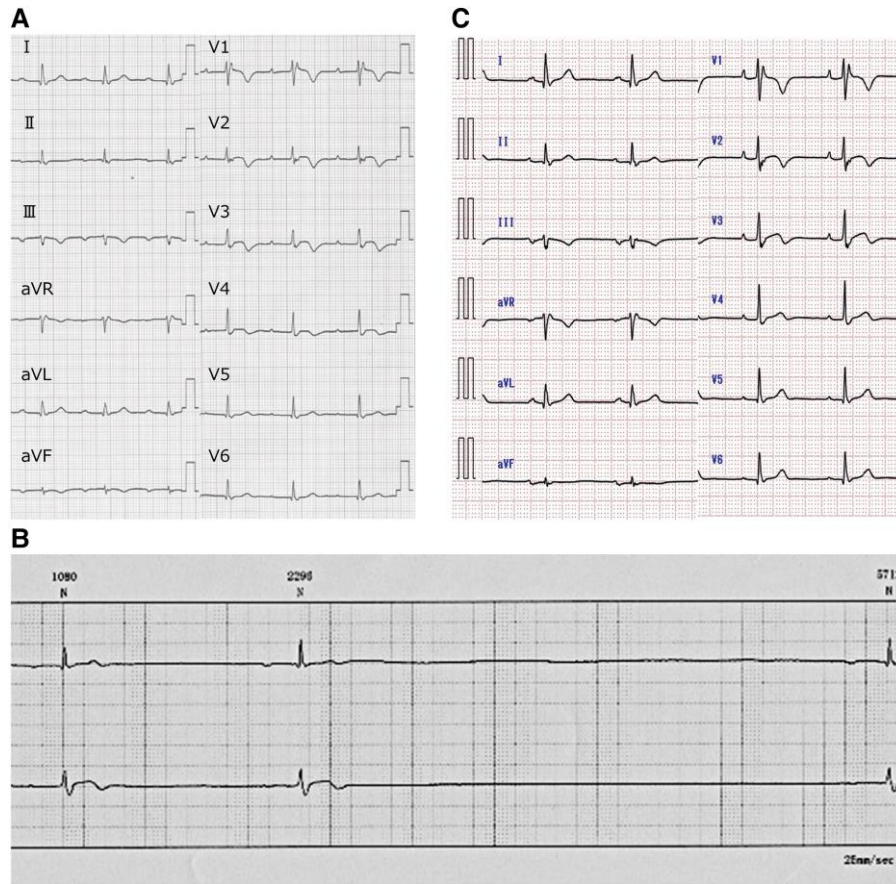 A
I
V1
II
V2
III
V3
aVR
V4
aVL
V5
aVF
V6
C
I
V1
II
V2
III
V3
aVR
V4
aVL
V5
aVF
V6
B
1080 2296
N N N
25mm/sec